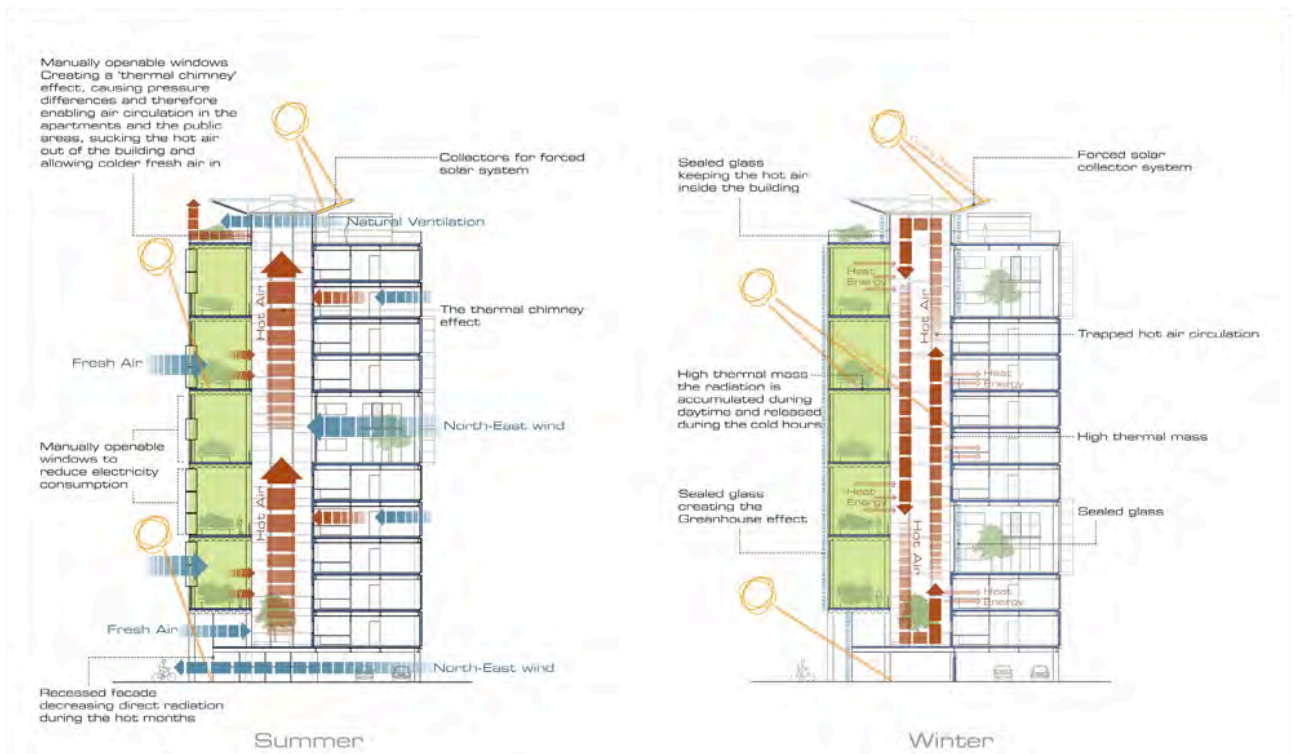 Manually openable windows
Creating a 'thermal chimney'
effect, causing pressure
differences and therefore
enabling air circulation in the
apartments and the public
areas, sucking the hot air
out of the building and
allowing colder fresh air in
Collectors for forced
solar system
Natural Ventilation
Hot Air
The thermal chimney
effect
Fresh Air
North-East wind
Manually openable
windows to
reduce electricity
consumption
Hot Air
Fresh Air
North-East wind
Recessed facade
decreasing direct radiation
during the hot months
Summer
Sealed glass
keeping the hot air
inside the building
Forced solar
collector system
Heat
Energy
Hot Air
Trapped hot air circulation
High thermal mass
the radiation is
accumulated during
daytime and released
during the cold hours
Heat
Energy
High thermal mass
Sealed glass
creating the
Greenhouse effect
Heat
Energy
Hot Air
Sealed glass
Heat
Energy
Winter